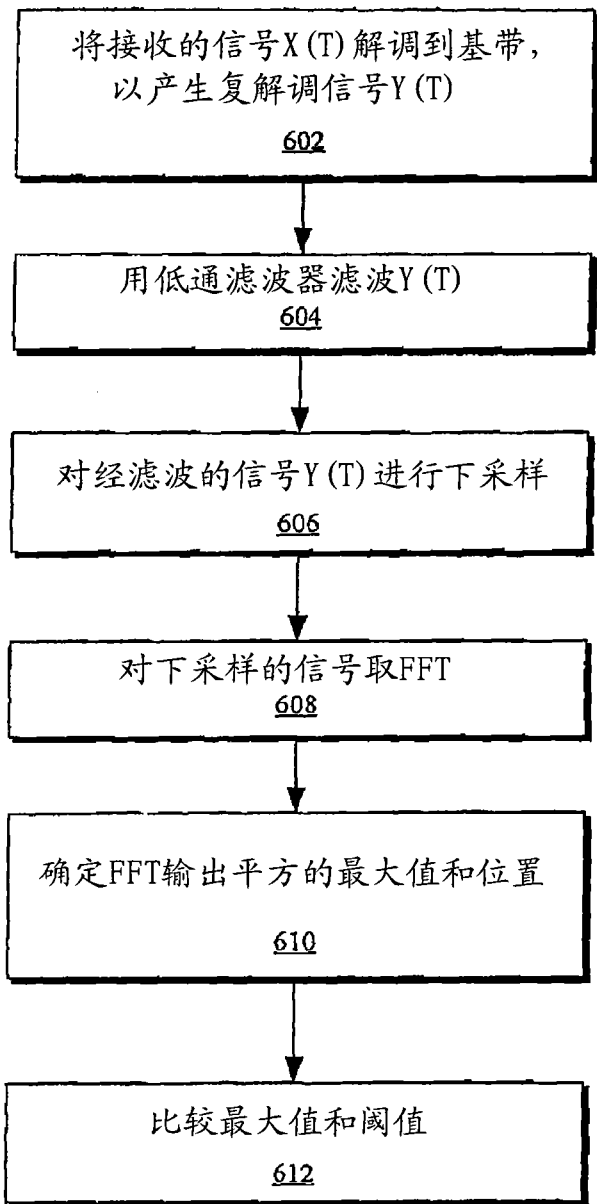 将接收的信号X(T)解调到基带，
以产生复解调信号Y(T)
602
用低通滤波器滤波Y(T)
604
对经滤波的信号Y(T)进行下采样
606
对下采样的信号取FFT
608
确定FFT输出平方的最大值和位置
610
比较最大值和阈值
612